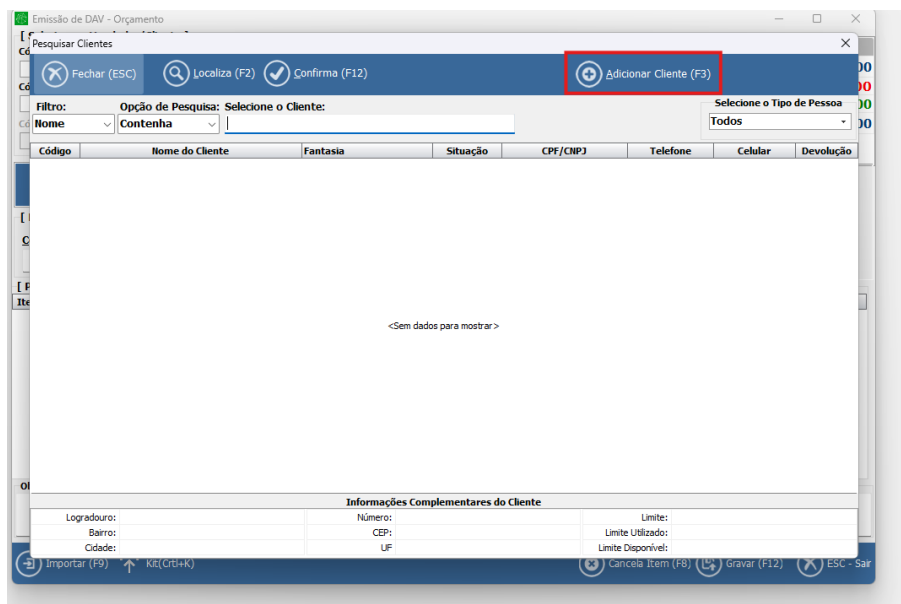 Emissão de DAV - Orçamento
Pesquisar Clientes
Fechar (ESC) Localiza (F2) Confirma (F12) Adicionar Cliente (F3)
Filtro: Opção de Pesquisa: Selecione o Cliente: Selecione o Tipo de Pessoa
Nome Contenha Todos
Código Nome do Cliente Fantasia Situação CPF/CNPJ Telefone Celular Devolução
<Sem dados para mostrar>
Informações Complementares do Cliente
Logradouro: Número: Limite:
Bairro: CEP: Limite Utilizado:
Cidade: UF Limite Disponível:
Importar (F9) Kit(Crtl+K) Cancela Item (F8) Gravar (F12) ESC - Sair